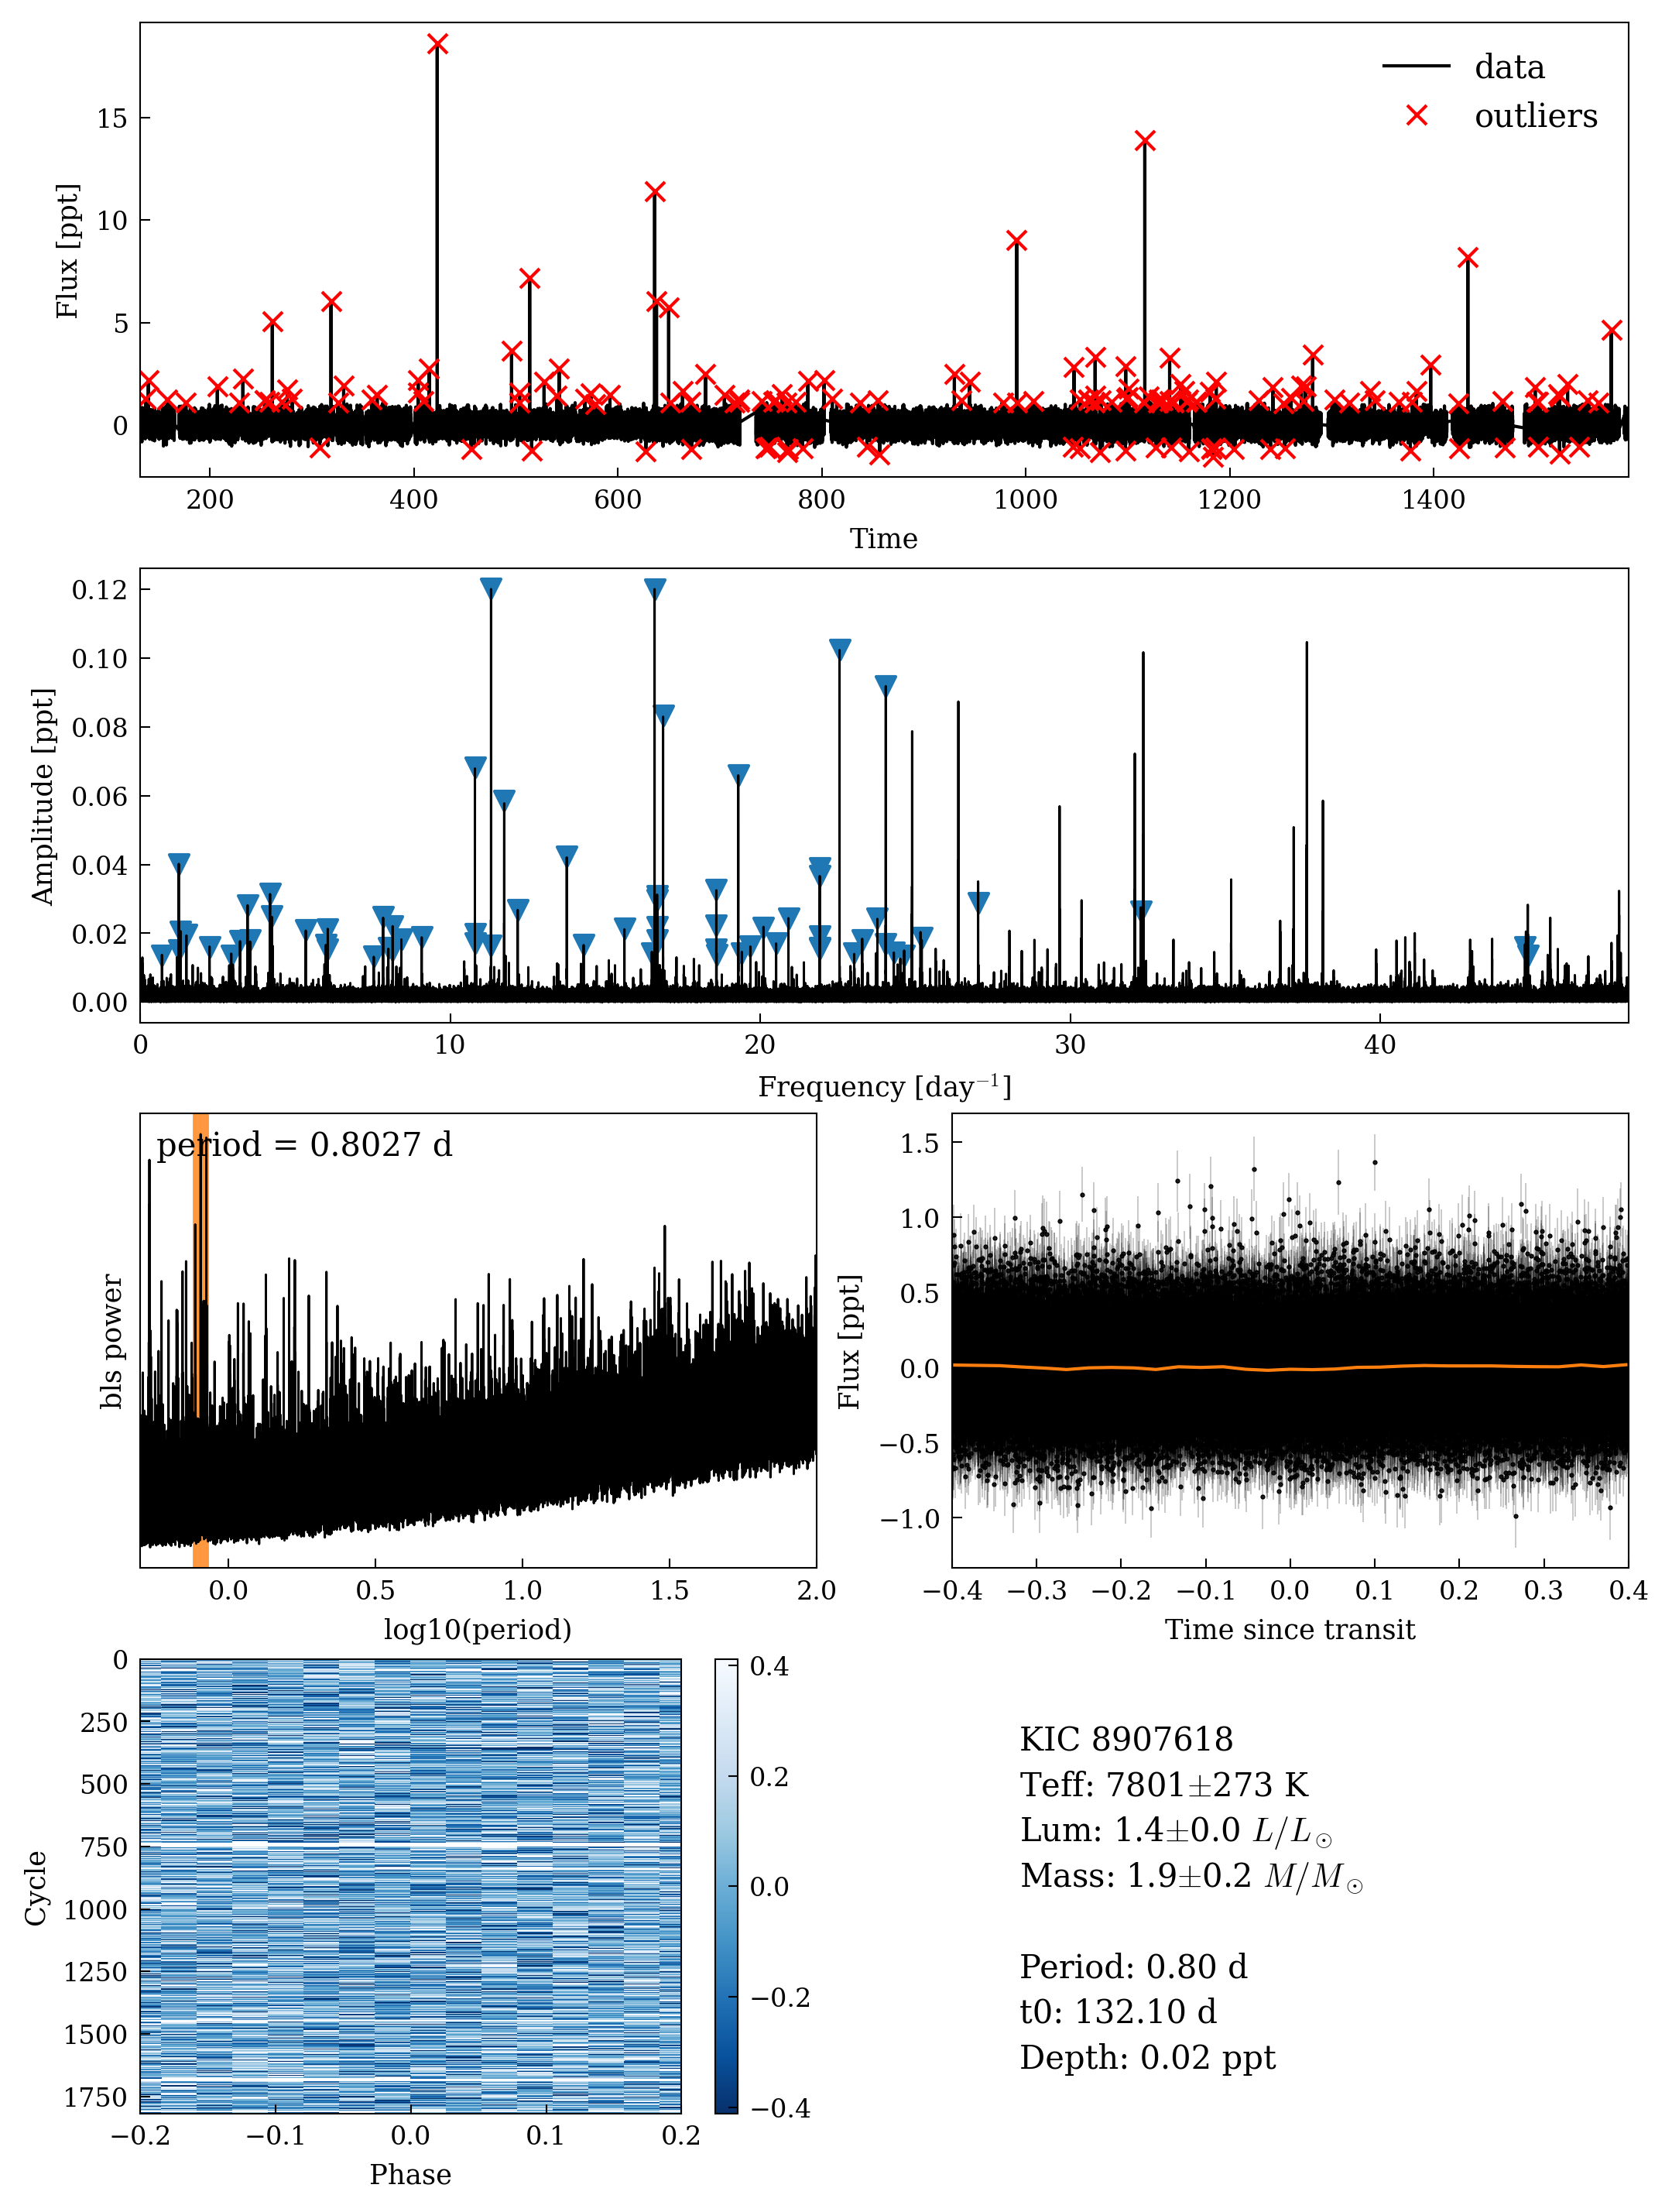 data
outliers
15
10
5
0
Flux [ppt]
200 400 600 800 1000 1200 1400
Time
0.12
0.10
0.08
0.06
0.04
0.02
0.00
Amplitude [ppt]
0 10 20 30 40
Frequency [day⁻¹]
period = 0.8027 d
bls power
0.0 0.5 1.0 1.5 2.0
log10(period)
1.5
1.0
0.5
0.0
−0.5
−1.0
Flux [ppt]
−0.4 −0.3 −0.2 −0.1 0.0 0.1 0.2 0.3 0.4
Time since transit
0
250
500
750
1000
1250
1500
1750
Cycle
−0.2 −0.1 0.0 0.1 0.2
Phase
0.4
0.2
0.0
−0.2
−0.4
KIC 8907618
Teff: 7801±273 K
Lum: 1.4±0.0 L/L⊙
Mass: 1.9±0.2 M/M⊙
Period: 0.80 d
t0: 132.10 d
Depth: 0.02 ppt